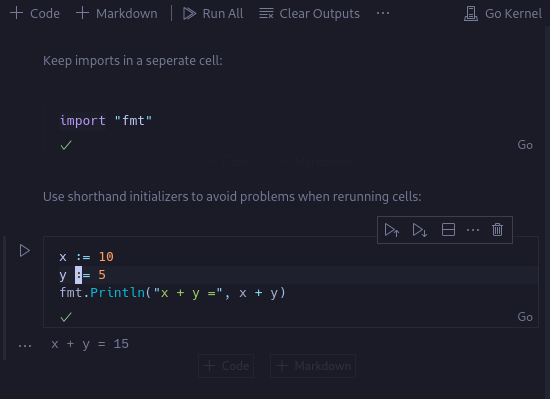 + Code + Markdown | Run All Clear Outputs ··· Go Kernel
Keep imports in a seperate cell:
import "fmt"
Go
Use shorthand initializers to avoid problems when rerunning cells:
x := 10
y := 5
fmt.Println("x + y =", x + y)
Go
x + y = 15
+ Code + Markdown